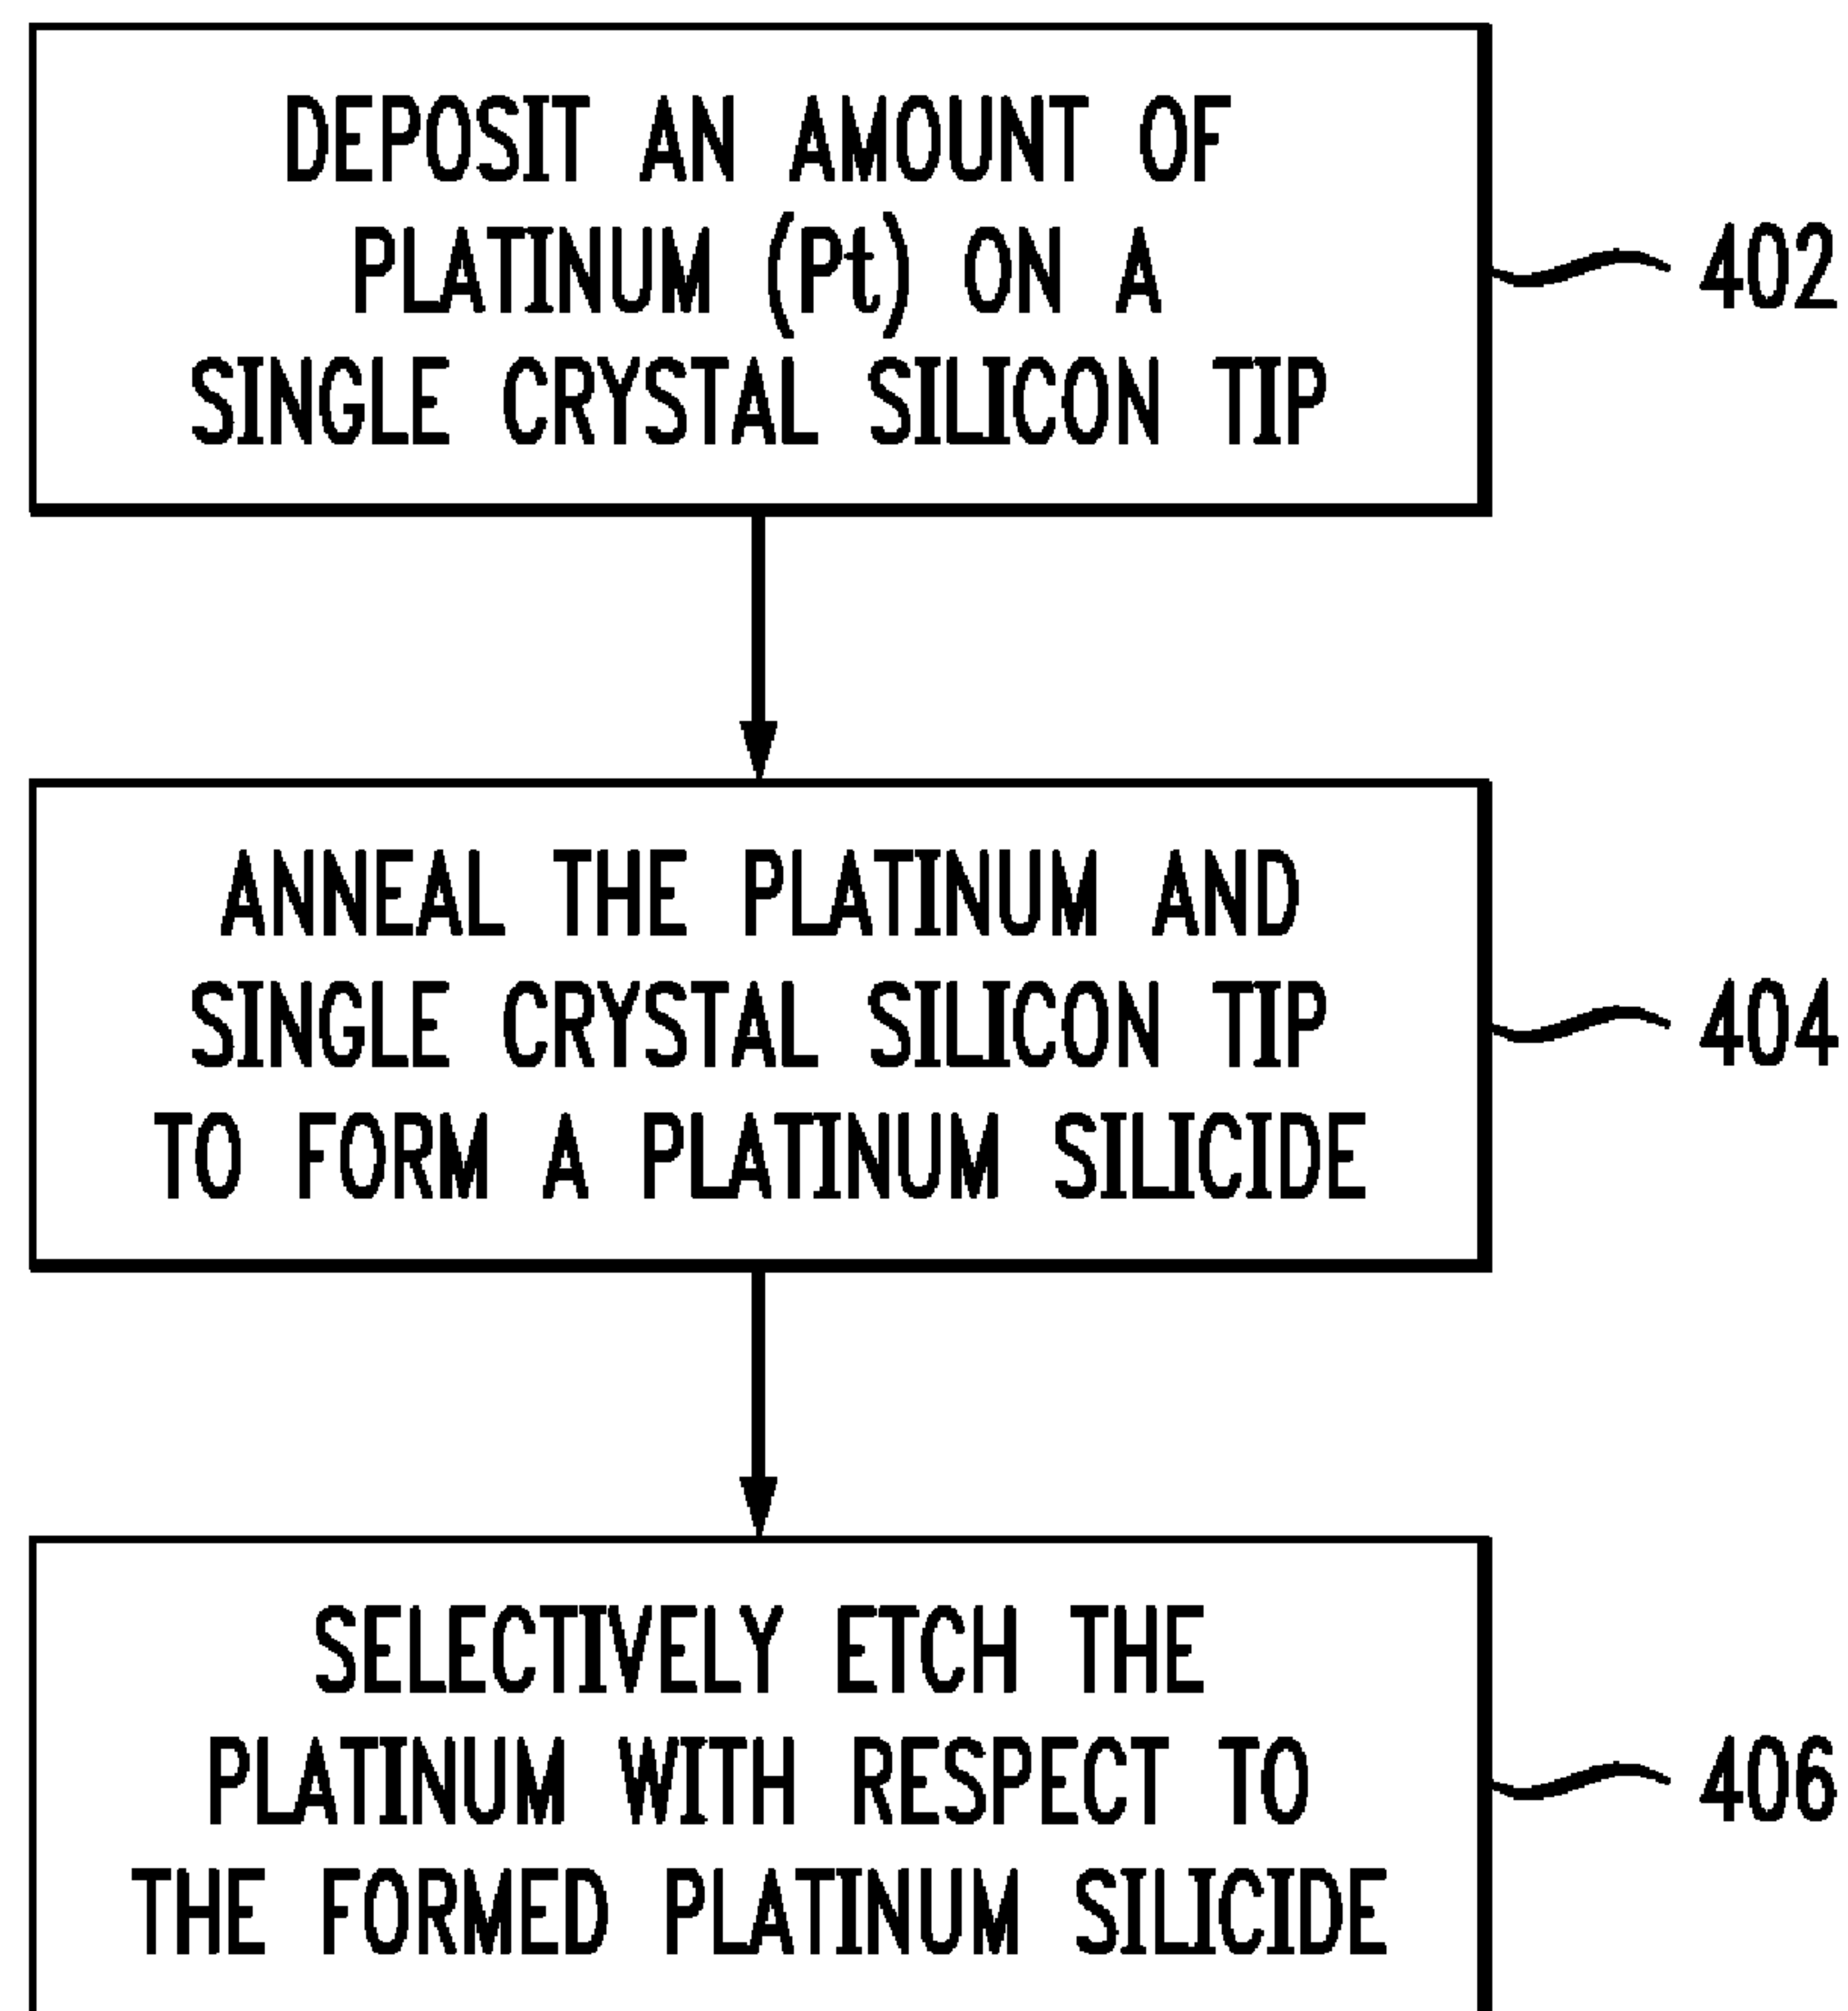 DEPOSIT AN AMOUNT OF
PLATINUM (Pt) ON A
SINGLE CRYSTAL SILICON TIP
402
ANNEAL THE PLATINUM AND
SINGLE CRYSTAL SILICON TIP
TO FORM A PLATINUM SILICIDE
404
SELECTIVELY ETCH THE
PLATINUM WITH RESPECT TO
THE FORMED PLATINUM SILICIDE
406